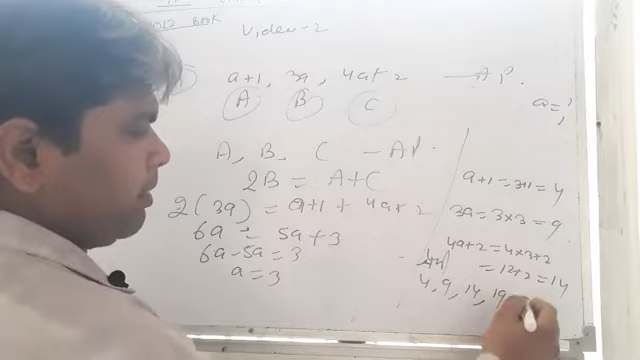 BOOK
Video-2
a+1, 3a, 4a+2 — AP.
a=?
A B C
A, B, C - AP.
2B = A+C
2(3a) = a+1 + 4a+2
6a = 5a+3
6a-5a=3
a=3
a+1=3+1=4
3a=3×3=9
4a+2=4×3+2
=12+2=14
श्रेणी
4, 9, 14, 19